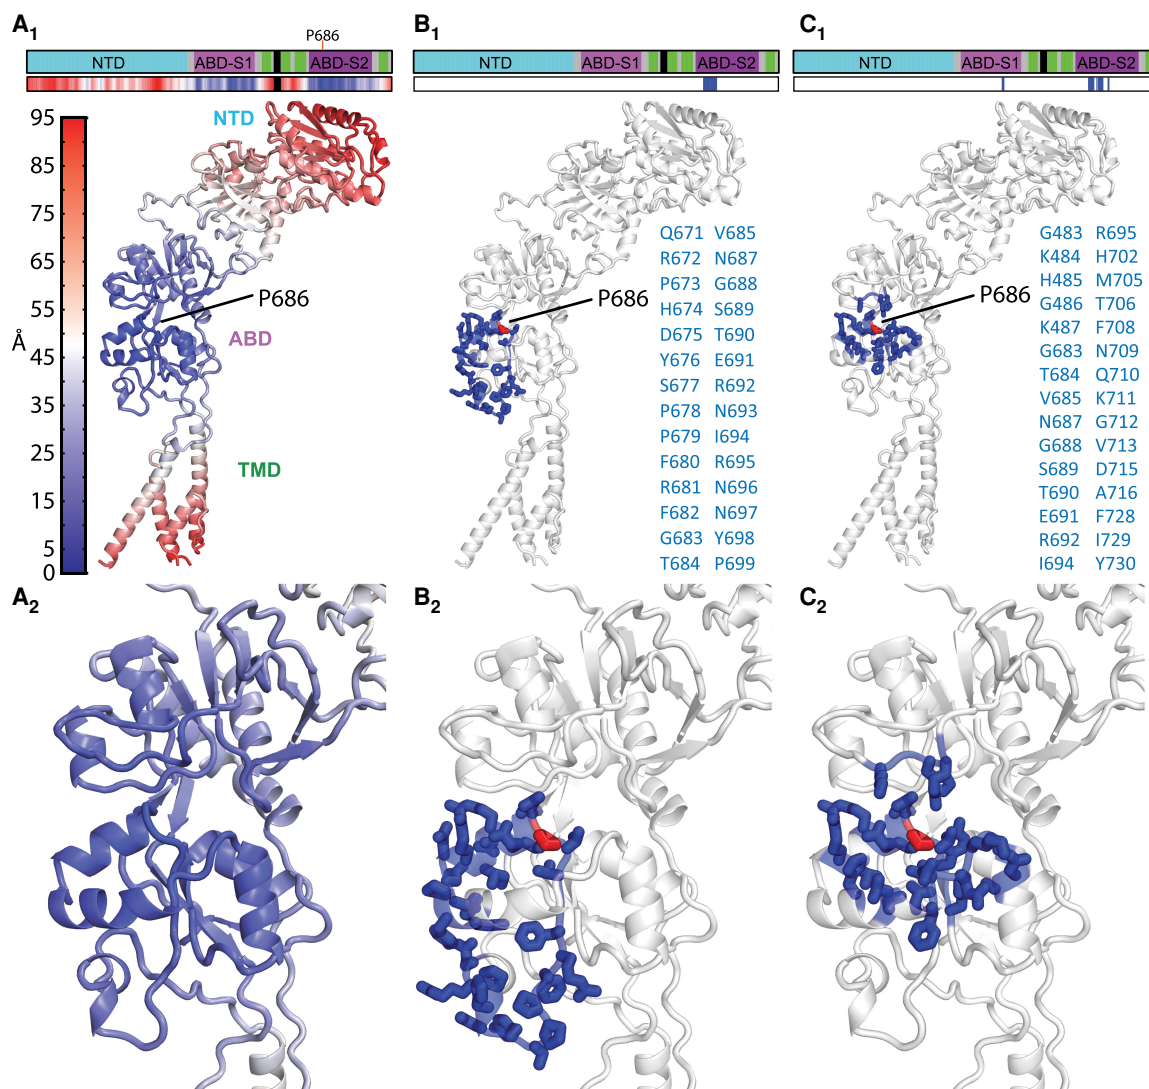 A1
P686
NTD ABD-S1 ABD-S2
95
85
75
65
55
Å
45
35
25
15
5
0
NTD
P686
ABD
TMD
B1
NTD ABD-S1 ABD-S2
P686
Q671 V685
R672 N687
P673 G688
H674 S689
D675 T690
Y676 E691
S677 R692
P678 N693
P679 I694
F680 R695
R681 N696
F682 N697
G683 Y698
T684 P699
C1
NTD ABD-S1 ABD-S2
P686
G483 R695
K484 H702
H485 M705
G486 T706
K487 F708
G683 N709
T684 Q710
V685 K711
N687 G712
G688 V713
S689 D715
T690 A716
E691 F728
R692 I729
I694 Y730
A2
B2
C2